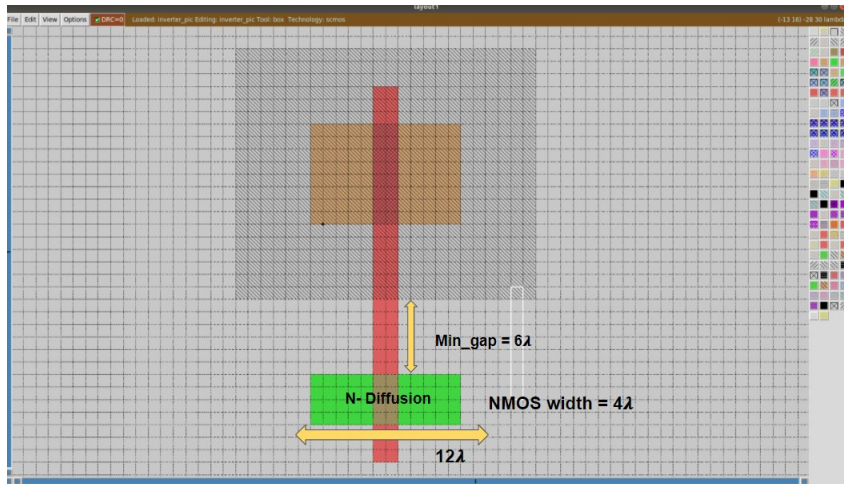 layout1
File Edit View Options DRC=0 Loaded: inverter_pic Editing: inverter_pic Tool: box Technology: scmos (-13 16) -28 30 lambda
Min_gap = 6λ
N- Diffusion
NMOS width = 4λ
12λ